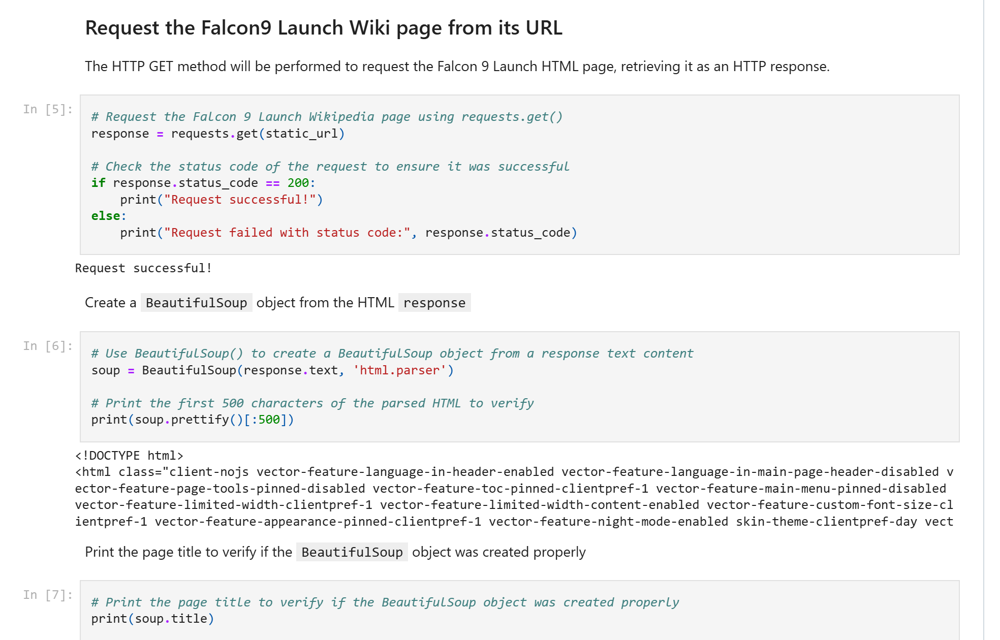 Request the Falcon9 Launch Wiki page from its URL
The HTTP GET method will be performed to request the Falcon 9 Launch HTML page, retrieving it as an HTTP response.
In [5]:
# Request the Falcon 9 Launch Wikipedia page using requests.get()
response = requests.get(static_url)
# Check the status code of the request to ensure it was successful
if response.status_code == 200:
    print("Request successful!")
else:
    print("Request failed with status code:", response.status_code)
Request successful!
Create a BeautifulSoup object from the HTML response
In [6]:
# Use BeautifulSoup() to create a BeautifulSoup object from a response text content
soup = BeautifulSoup(response.text, 'html.parser')
# Print the first 500 characters of the parsed HTML to verify
print(soup.prettify()[:500])
<!DOCTYPE html>
<html class="client-nojs vector-feature-language-in-header-enabled vector-feature-language-in-main-page-header-disabled v
ector-feature-page-tools-pinned-disabled vector-feature-toc-pinned-clientpref-1 vector-feature-main-menu-pinned-disabled
vector-feature-limited-width-clientpref-1 vector-feature-limited-width-content-enabled vector-feature-custom-font-size-cl
ientpref-1 vector-feature-appearance-pinned-clientpref-1 vector-feature-night-mode-enabled skin-theme-clientpref-day vect
Print the page title to verify if the BeautifulSoup object was created properly
In [7]:
# Print the page title to verify if the BeautifulSoup object was created properly
print(soup.title)